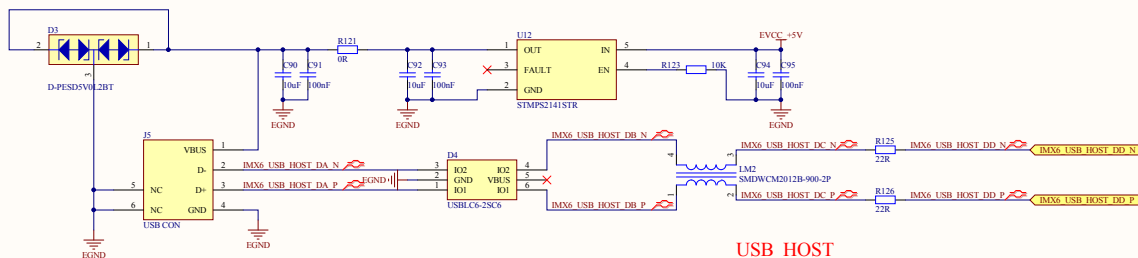 D3
2
1
3
D-PESD5V0L2BT
C90
10uF
C91
100nF
EGND
R121
0R
C92
10uF
C93
100nF
EGND
U12
1
OUT
IN
5
3
FAULT
EN
4
2
GND
STMPS2141STR
R123
10K
EVCC_+5V
C94
10uF
C95
100nF
EGND
J5
VBUS
1
D-
2
IMX6_USB_HOST_DA_N
5
NC
D+
3
IMX6_USB_HOST_DA_P
6
NC
GND
4
USB CON
EGND
EGND
D4
EGND
3
IO2
IO2
4
2
GND
VBUS
5
1
IO1
IO1
6
USBLC6-2SC6
IMX6_USB_HOST_DB_N
IMX6_USB_HOST_DB_P
4
3
1
2
LM2
SMDWCM2012B-900-2P
IMX6_USB_HOST_DC_N
R125
22R
IMX6_USB_HOST_DD_N
IMX6_USB_HOST_DD_N
IMX6_USB_HOST_DC_P
R126
22R
IMX6_USB_HOST_DD_P
IMX6_USB_HOST_DD_P
USB HOST